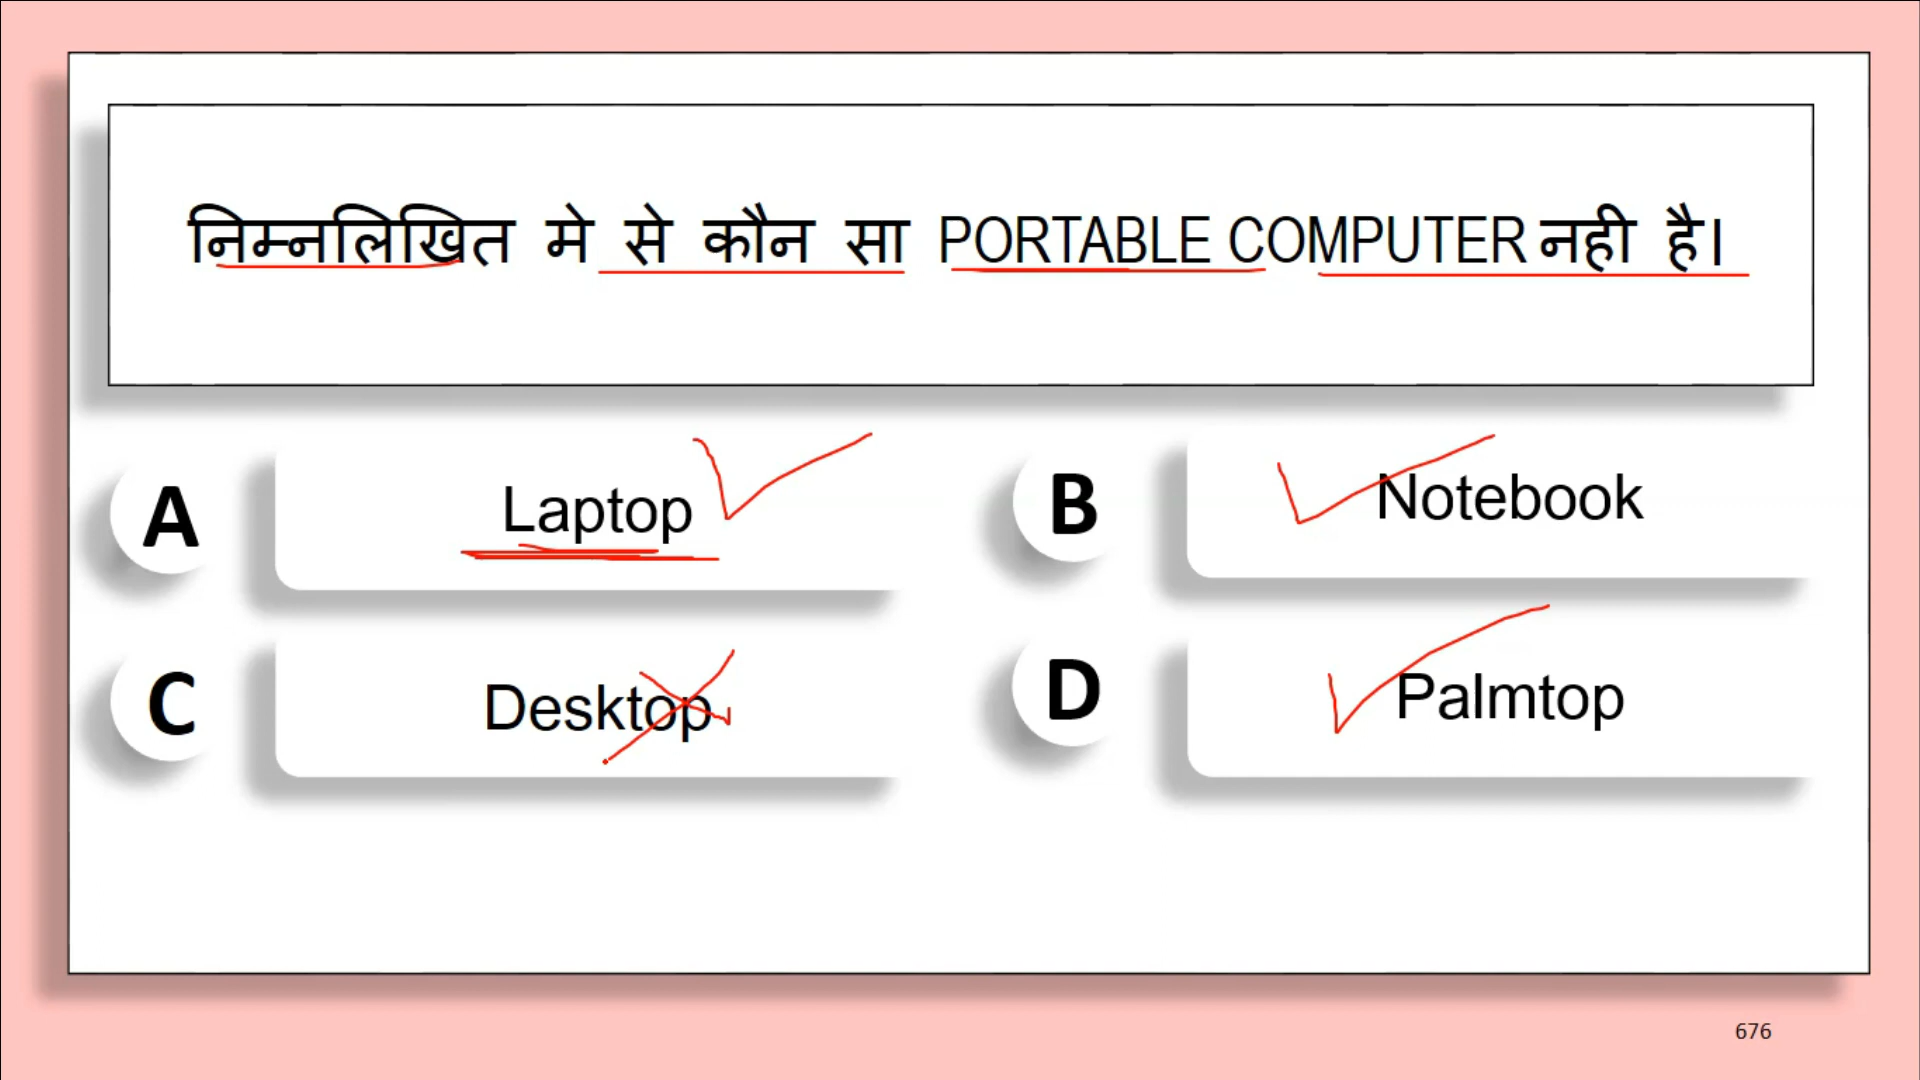 निम्नलिखित मे से कौन सा PORTABLE COMPUTER नही है।
A Laptop
B Notebook
C Desktop
D Palmtop
676